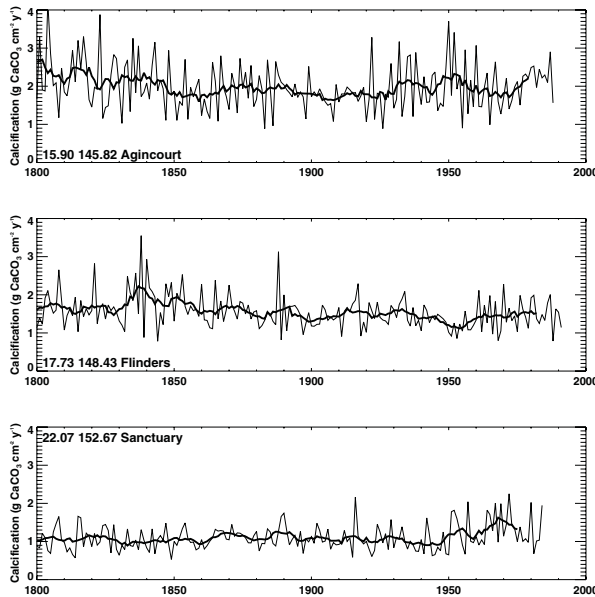 Calcification (g CaCO₃ cm⁻² y⁻¹)
4
3
2
1
0
15.90 145.82 Agincourt
1800 1850 1900 1950 2000
Calcification (g CaCO₃ cm⁻² y⁻¹)
4
3
2
1
0
17.73 148.43 Flinders
1800 1850 1900 1950 2000
Calcification (g CaCO₃ cm⁻² y⁻¹)
4
22.07 152.67 Sanctuary
3
2
1
0
1800 1850 1900 1950 2000